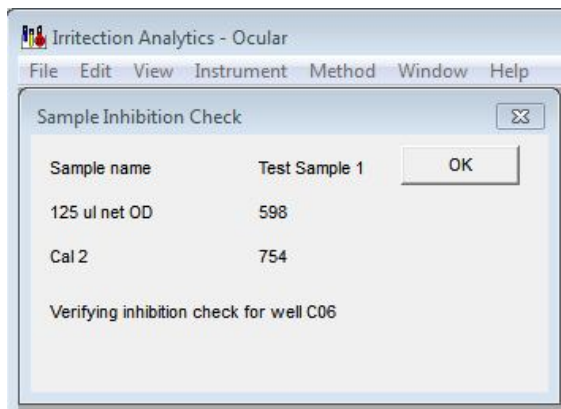 Irritection Analytics - Ocular
File Edit View Instrument Method Window Help
Sample Inhibition Check
Sample name Test Sample 1 OK
125 ul net OD 598
Cal 2 754
Verifying inhibition check for well C06